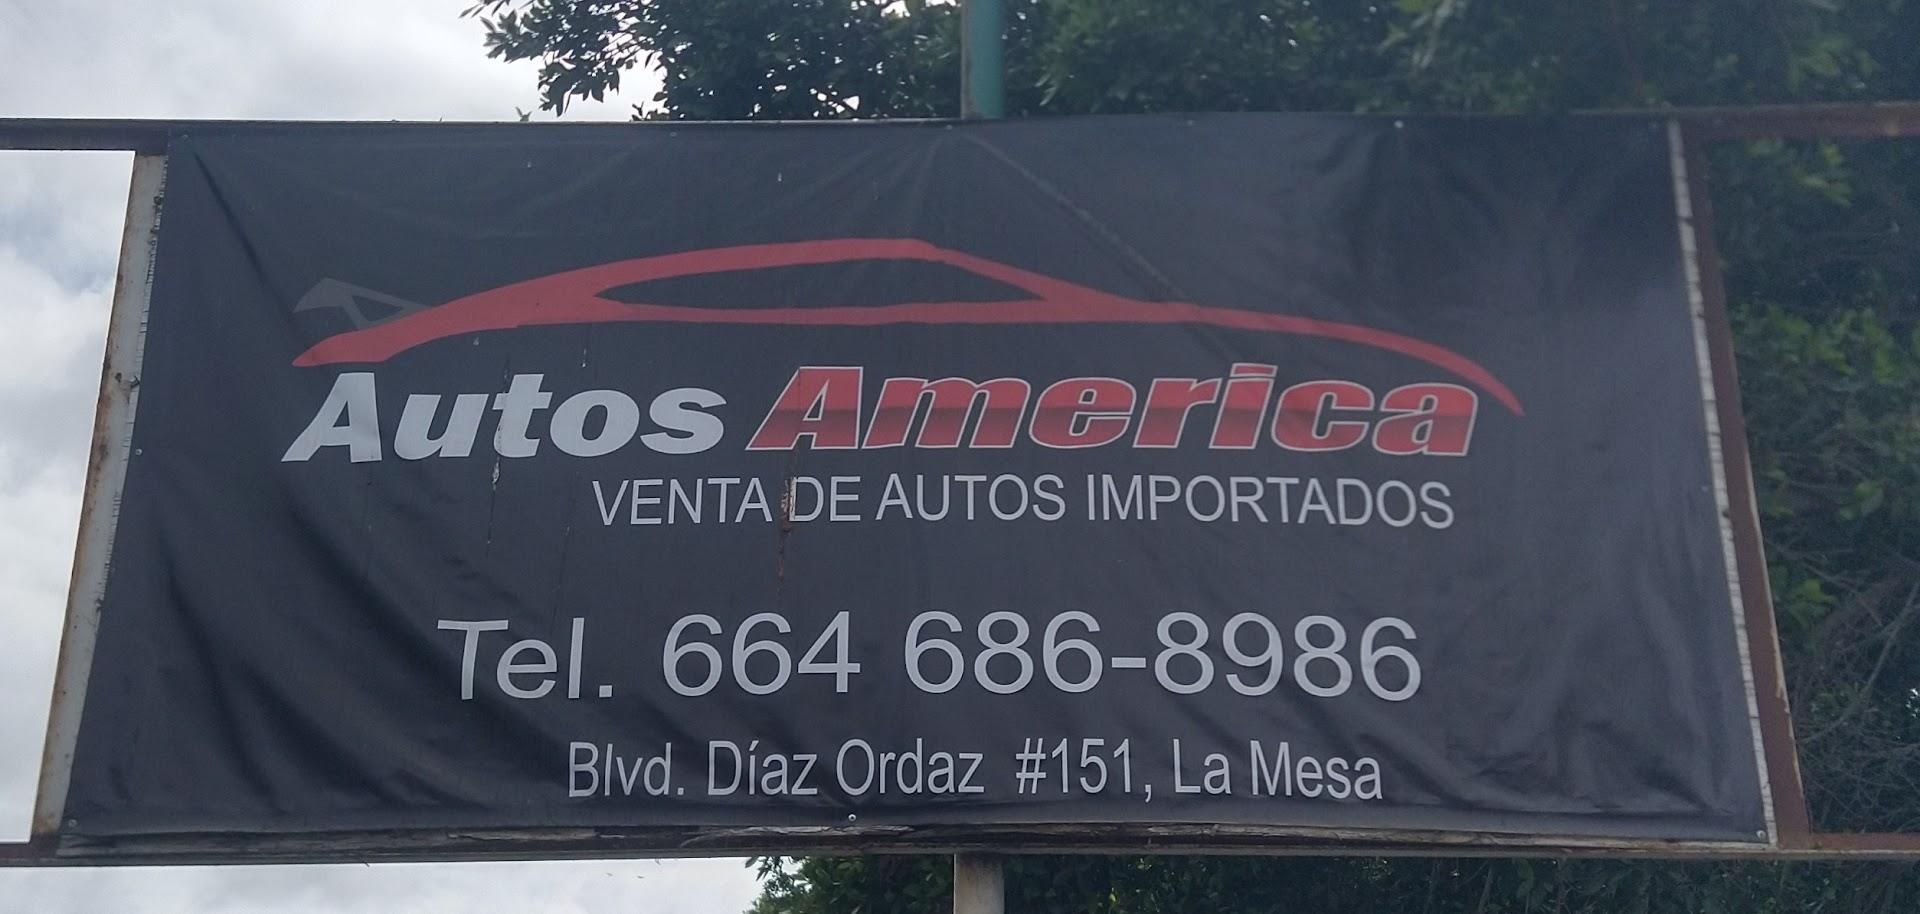 Autos America
VENTA DE AUTOS IMPORTADOS
Tel. 664 686-8986
Blvd. Díaz Ordaz #151, La Mesa